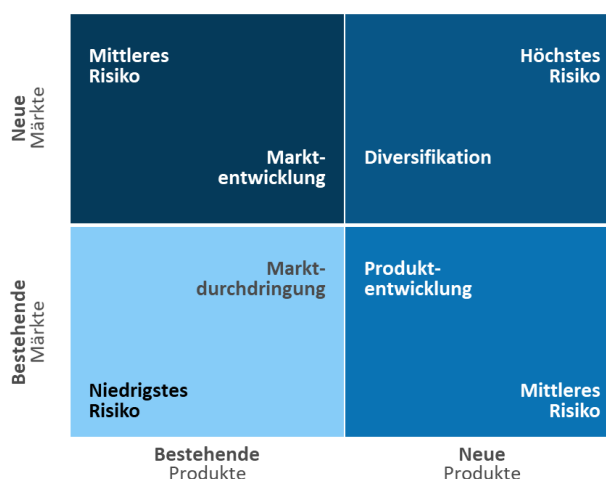 Neue
Märkte
Mittleres
Risiko
Markt-
entwicklung
Höchstes
Risiko
Diversifikation
Bestehende
Märkte
Markt-
durchdringung
Niedrigstes
Risiko
Produkt-
entwicklung
Mittleres
Risiko
Bestehende
Produkte
Neue
Produkte